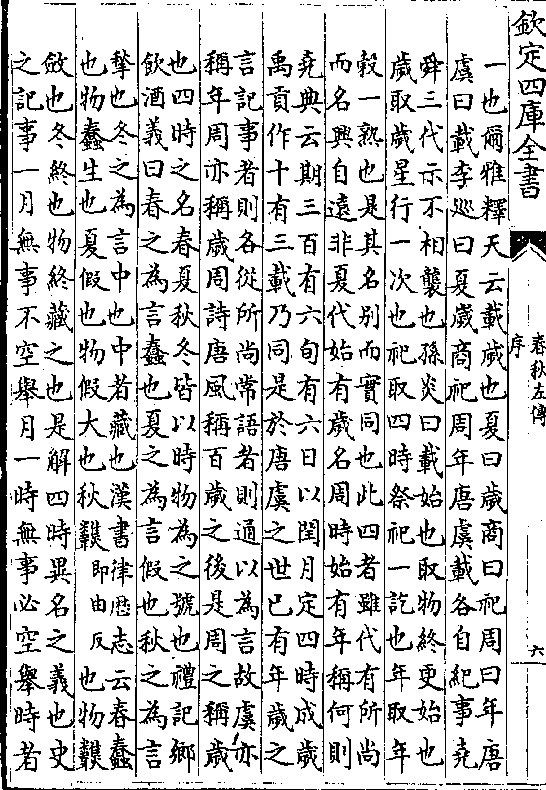 欽定四庫全書
春秋左傳
序
六
一也爾雅釋天云載歲也夏曰歲商曰祀周曰年唐
虞曰載李巡曰夏歲商祀周年唐虞載各自紀事堯
舜三代示不相襲也孫炎曰載始也取物終更始也
歲取歲星行一次也祀取四時祭祀一訖也年取年
穀一熟也是其名别而實同也此四者雖代有所尚
而名興自遠非夏代始有歲名周時始有年稱何則
堯典云期三百有六旬有六日以閏月定四時成歲
禹貢作十有三載乃同是於唐虞之世已有年歲之
言記事者則各從所尚常語者則通以為言故虞亦
稱年周亦稱歲周詩唐風稱百歲之後是周之稱歲
也四時之名春夏秋冬皆以時物為之號也禮記鄉
飲酒義曰春之為言蠢也夏之為言假也秋之為言
揫也冬之為言中也中者藏也漢書律歴志云春蠢
也物蠢生也夏假也物假大也秋䪺即由反也物䪺
斂也冬終也物終藏之也是解四時異名之義也史
之記事一月無事不空舉月一時無事必空舉時者